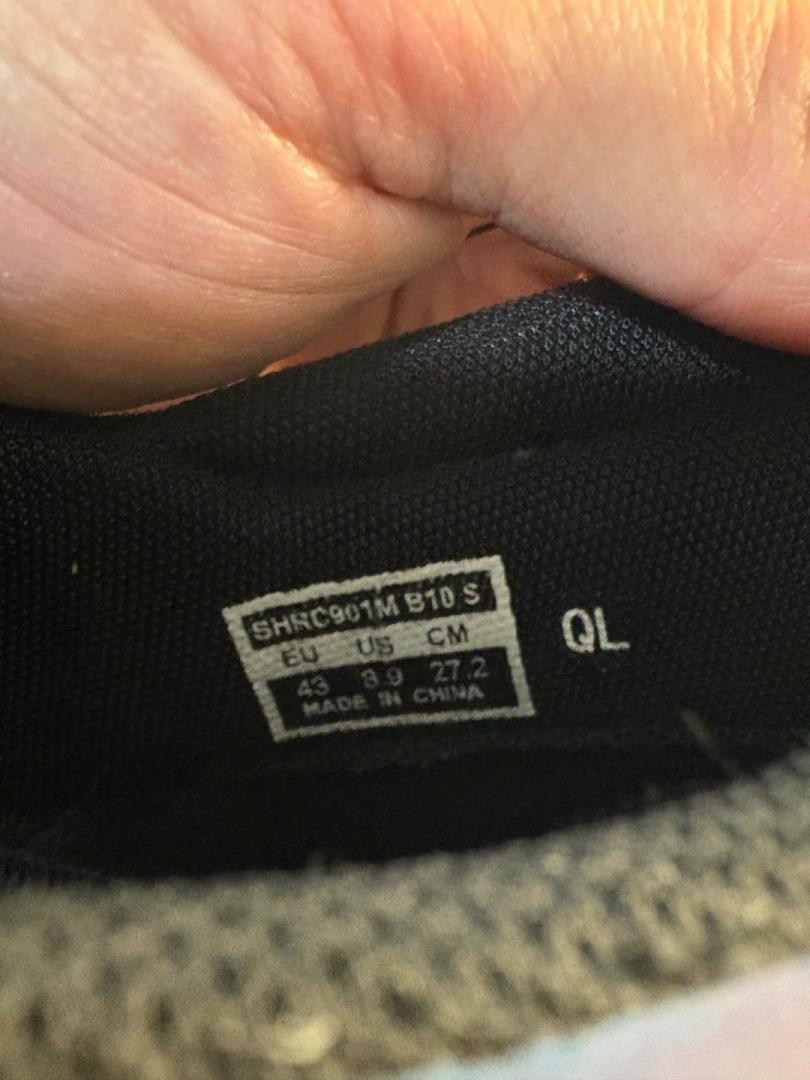 SHRC901M B10 S
EU US CM
43 8.9 27.2
MADE IN CHINA
QL